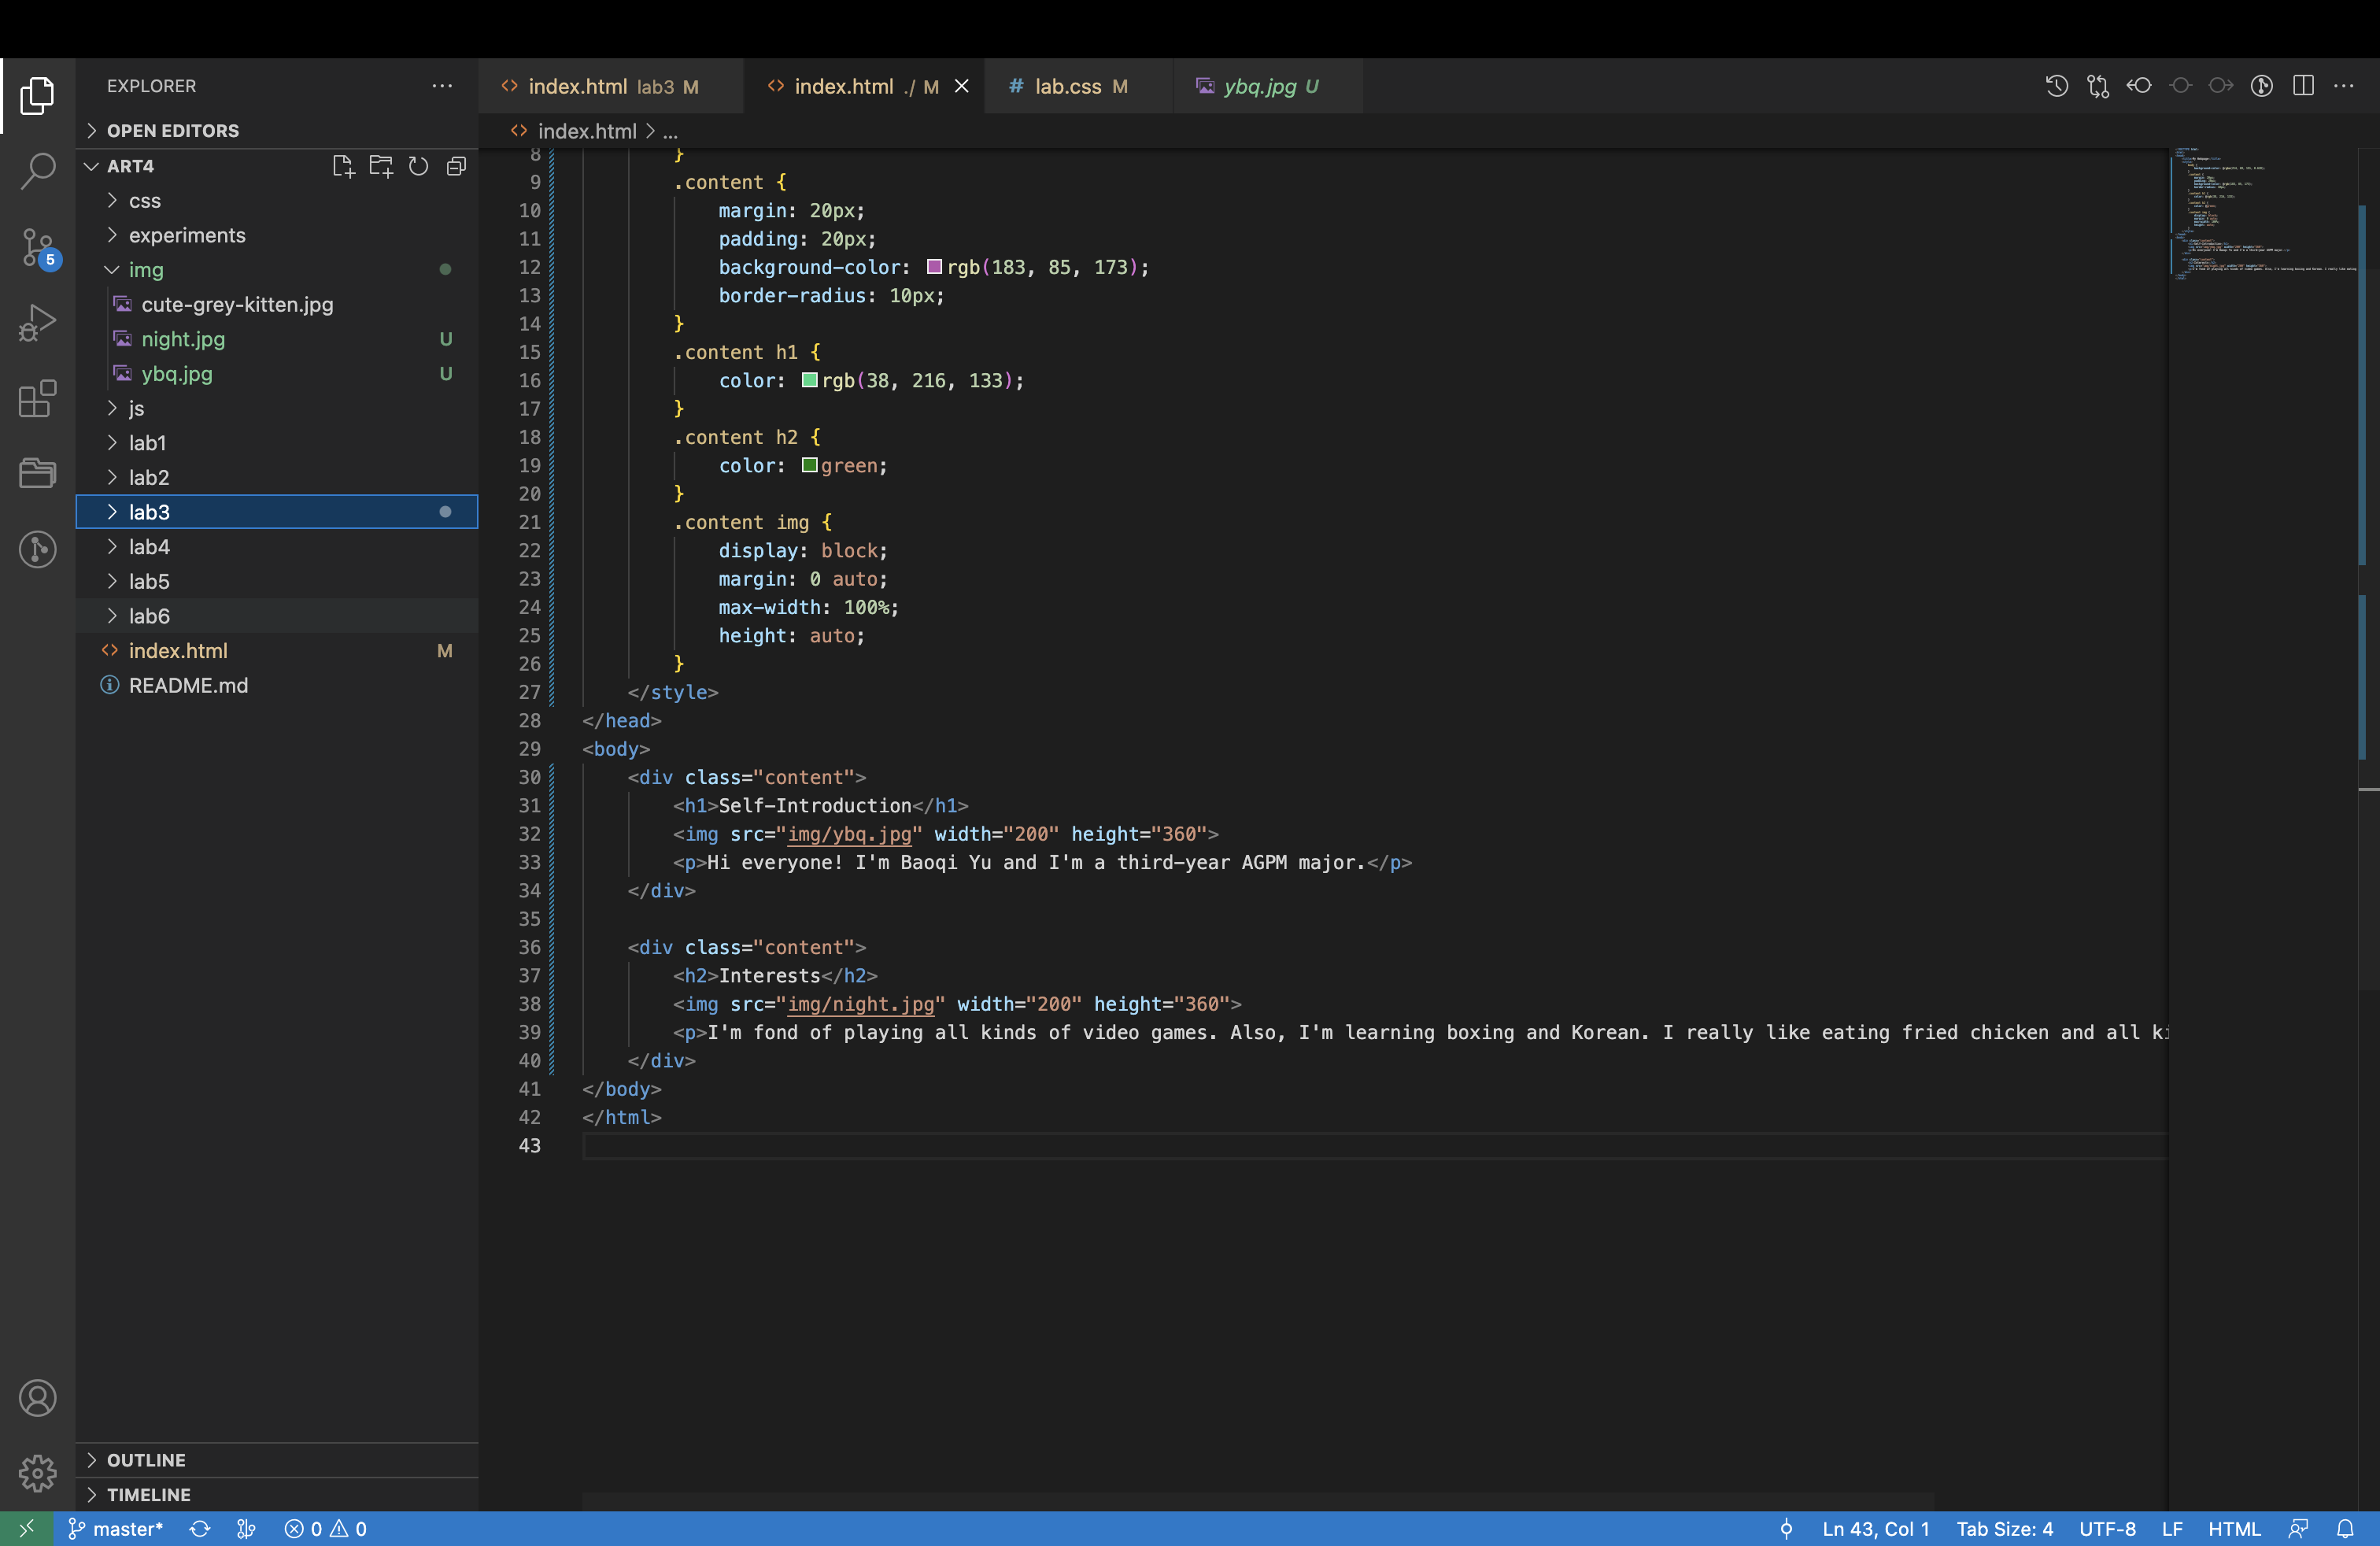 EXPLORER
OPEN EDITORS
ART4
css
experiments
img
cute-grey-kitten.jpg
night.jpg U
ybq.jpg U
js
lab1
lab2
lab3
lab4
lab5
lab6
index.html M
README.md
OUTLINE
TIMELINE
index.html lab3 M
index.html ./ M
# lab.css M
ybq.jpg U
index.html > ...
8 }
9 .content {
10 margin: 20px;
11 padding: 20px;
12 background-color: rgb(183, 85, 173);
13 border-radius: 10px;
14 }
15 .content h1 {
16 color: rgb(38, 216, 133);
17 }
18 .content h2 {
19 color: green;
20 }
21 .content img {
22 display: block;
23 margin: 0 auto;
24 max-width: 100%;
25 height: auto;
26 }
27 </style>
28 </head>
29 <body>
30 <div class="content">
31 <h1>Self-Introduction</h1>
32 <img src="img/ybq.jpg" width="200" height="360">
33 <p>Hi everyone! I'm Baoqi Yu and I'm a third-year AGPM major.</p>
34 </div>
35
36 <div class="content">
37 <h2>Interests</h2>
38 <img src="img/night.jpg" width="200" height="360">
39 <p>I'm fond of playing all kinds of video games. Also, I'm learning boxing and Korean. I really like eating fried chicken and all
40 </div>
41 </body>
42 </html>
43
5
master*
0 0
Ln 43, Col 1
Tab Size: 4
UTF-8
LF
HTML